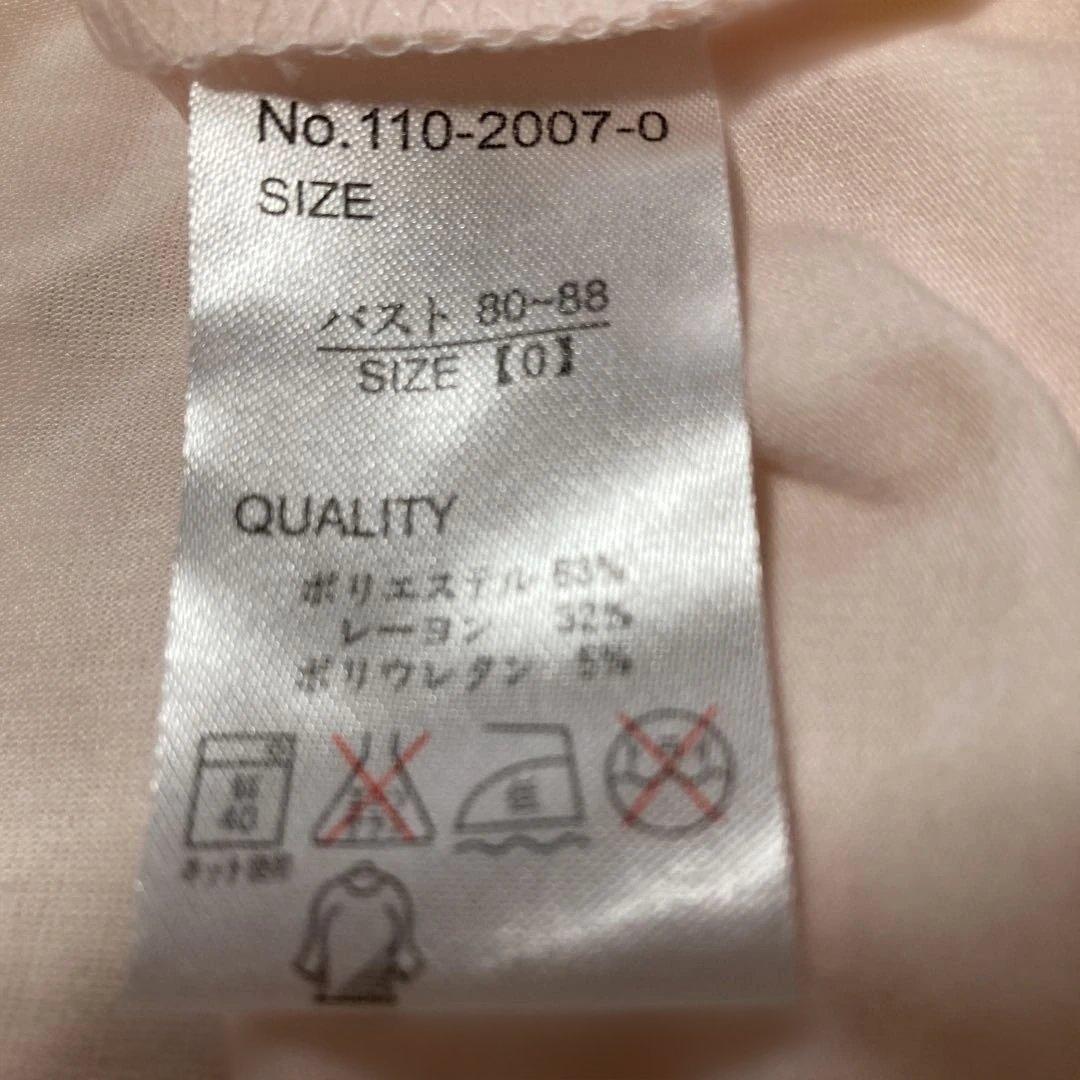 No.110-2007-0
SIZE
バスト 80~88
SIZE 【0】
QUALITY
ポリエステル 63%
レーヨン 32%
ポリウレタン 5%
40
ネット使用